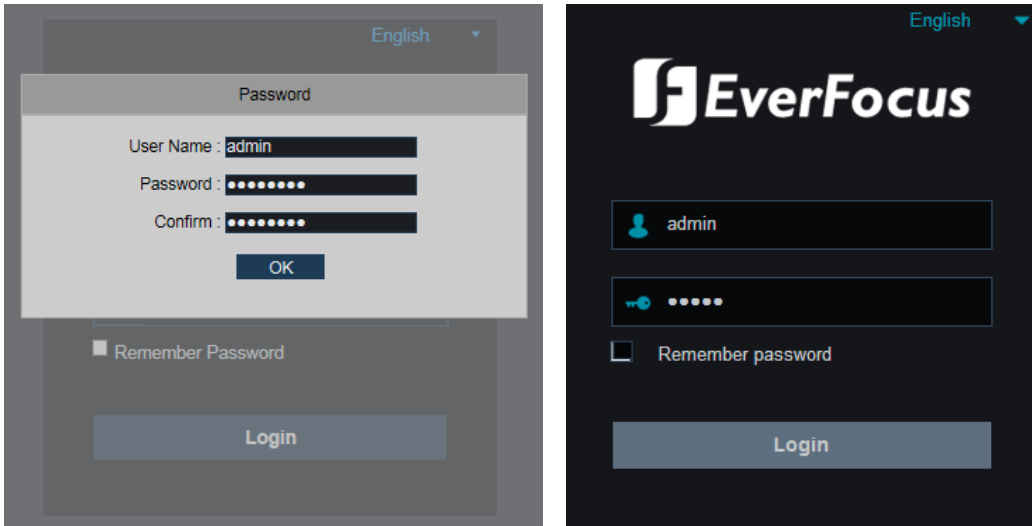 English
Password
User Name : admin
Password : ●●●●●●●●
Confirm : ●●●●●●●●
OK
Remember Password
Login
English
EverFocus
admin
●●●●●
Remember password
Login